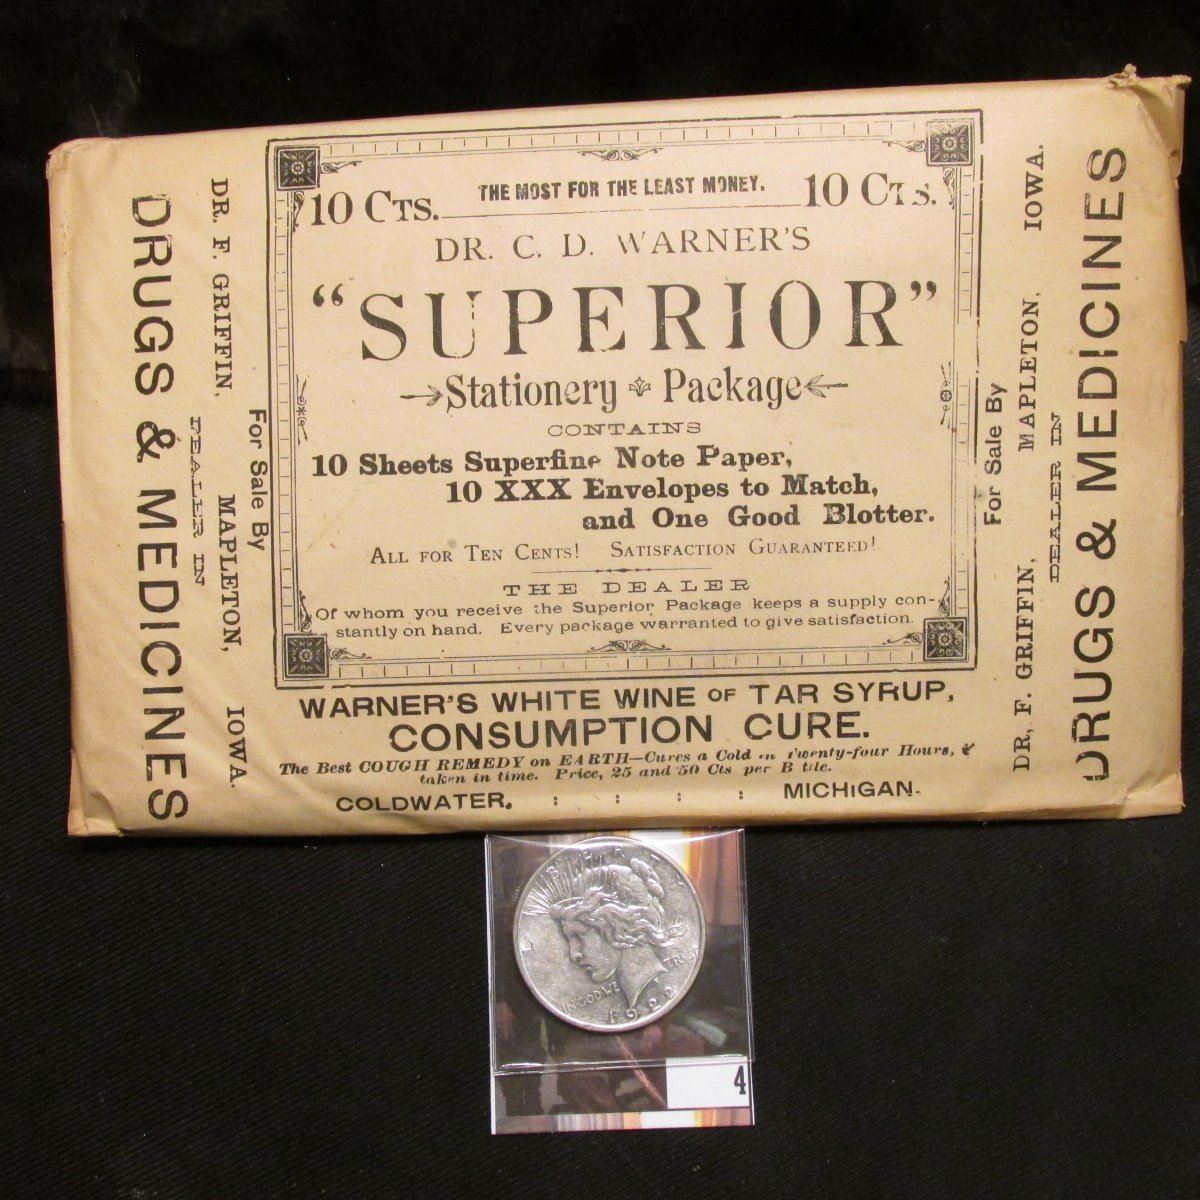 10 CTS. THE MOST FOR THE LEAST MONEY. 10 CTS.
DR. C. D. WARNER'S
"SUPERIOR"
Stationery Package
CONTAINS
10 Sheets Superfine Note Paper,
10 XXX Envelopes to Match,
and One Good Blotter.
ALL FOR TEN CENTS! SATISFACTION GUARANTEED!
THE DEALER
Of whom you receive the Superior Package keeps a supply con-
stantly on hand. Every package warranted to give satisfaction.
WARNER'S WHITE WINE OF TAR SYRUP,
CONSUMPTION CURE.
The Best COUGH REMEDY on EARTH—Cures a Cold in Twenty-four Hours, if
taken in time. Price, 25 and 50 Cts per B ttle.
COLDWATER, : : : : MICHIGAN.
For Sale By
DR. F. GRIFFIN, MAPLETON, IOWA.
DEALER IN
DRUGS & MEDICINES
For Sale By
DR, F. GRIFFIN, MAPLETON, IOWA.
DEALER IN
DRUGS & MEDICINES
LIBERTY
IN GOD WE TRVST
1922
4